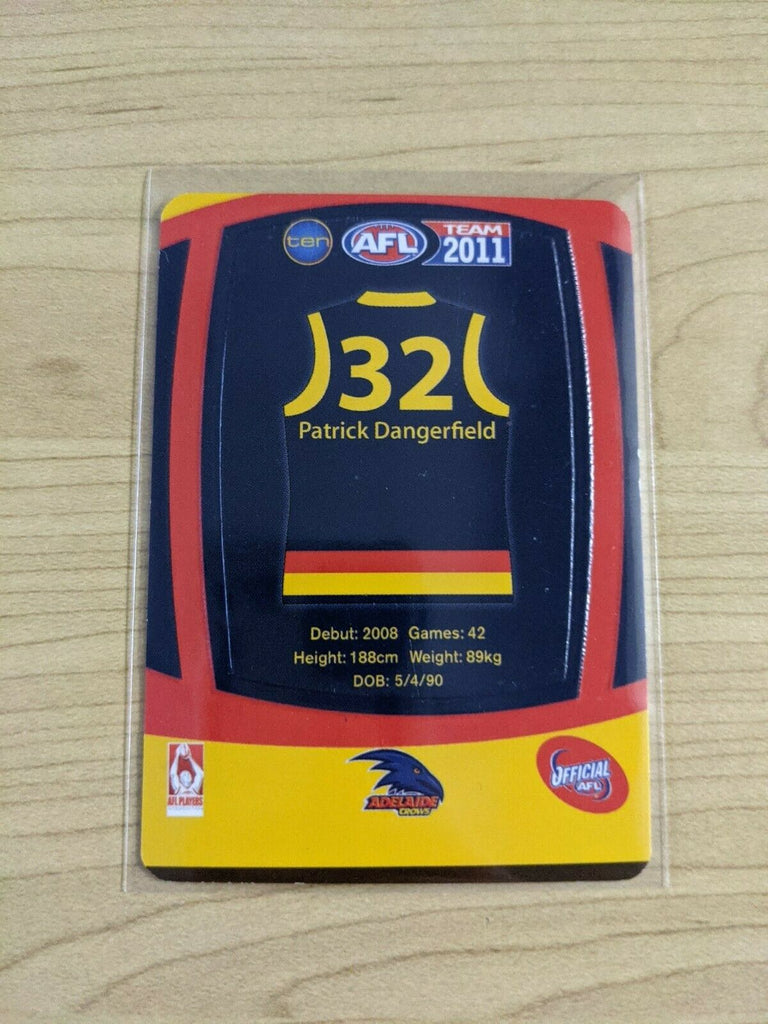 ten AFL TEAM 2011
32
Patrick Dangerfield
Debut: 2008 Games: 42
Height: 188cm Weight: 89kg
DOB: 5/4/90
AFL PLAYERS
ADELAIDE
CROWS
OFFICIAL
AFL